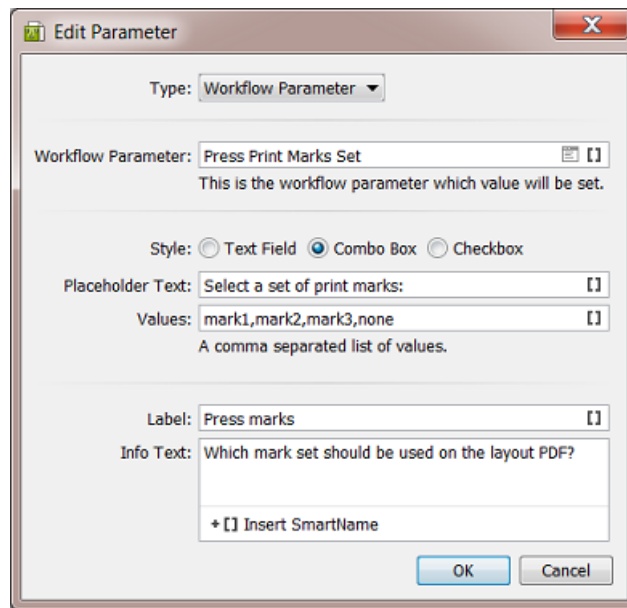 Edit Parameter
Type: Workflow Parameter
Workflow Parameter: Press Print Marks Set
This is the workflow parameter which value will be set.
Style: Text Field Combo Box Checkbox
Placeholder Text: Select a set of print marks:
Values: mark1,mark2,mark3,none
A comma separated list of values.
Label: Press marks
Info Text: Which mark set should be used on the layout PDF?
+ [] Insert SmartName
OK Cancel